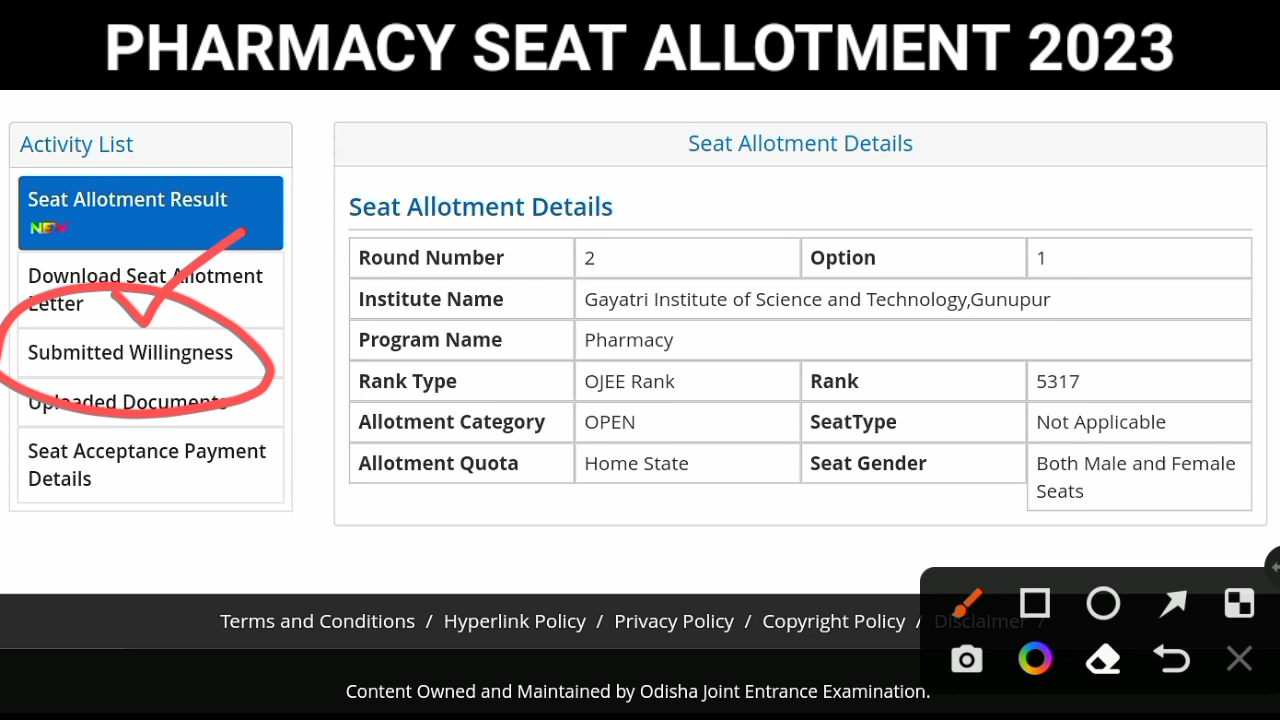 PHARMACY SEAT ALLOTMENT 2023
Activity List
Seat Allotment Result
NEW
Download Seat Allotment
Letter
Submitted Willingness
Uploaded Documents
Seat Acceptance Payment
Details
Seat Allotment Details
Seat Allotment Details
Round Number 2 Option 1
Institute Name Gayatri Institute of Science and Technology,Gunupur
Program Name Pharmacy
Rank Type OJEE Rank Rank 5317
Allotment Category OPEN SeatType Not Applicable
Allotment Quota Home State Seat Gender Both Male and Female
Seats
Terms and Conditions / Hyperlink Policy / Privacy Policy / Copyright Policy / Disclaimer /
Content Owned and Maintained by Odisha Joint Entrance Examination.